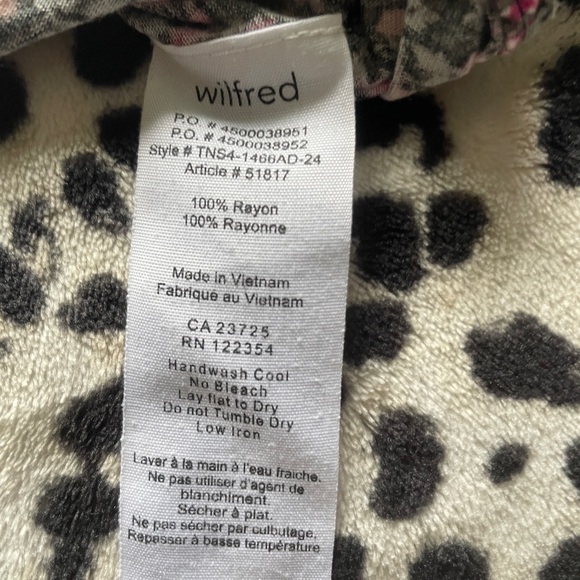 wilfred
P.O. # 4500038951
P.O. # 4500038952
Style # TNS4-1466AD-24
Article # 51817
100% Rayon
100% Rayonne
Made in Vietnam
Fabrique au Vietnam
CA 23725
RN 122354
Handwash Cool
No Bleach
Lay flat to Dry
Do not Tumble Dry
Low Iron
Laver à la main à l'eau fraiche.
Ne pas utiliser d'agent de
blanchiment
Sécher à plat.
Ne pas sécher par culbutage.
Repasser à basse température